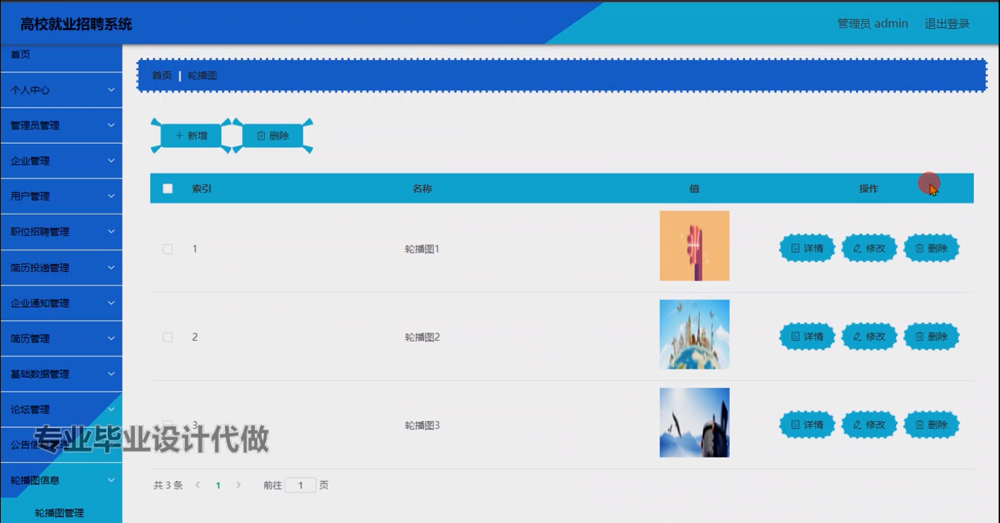 高校就业招聘系统
管理员 admin 退出登录
首页
个人中心
管理员管理
企业管理
用户管理
职位招聘管理
简历投递管理
企业通知管理
简历管理
基础数据管理
论坛管理
公告信息管理
轮播图信息
轮播图管理
首页 | 轮播图
新增 删除
索引 名称 值 操作
1 轮播图1 详情 修改 删除
2 轮播图2 详情 修改 删除
3 轮播图3 详情 修改 删除
专业毕业设计代做
共 3 条 1 前往 1 页